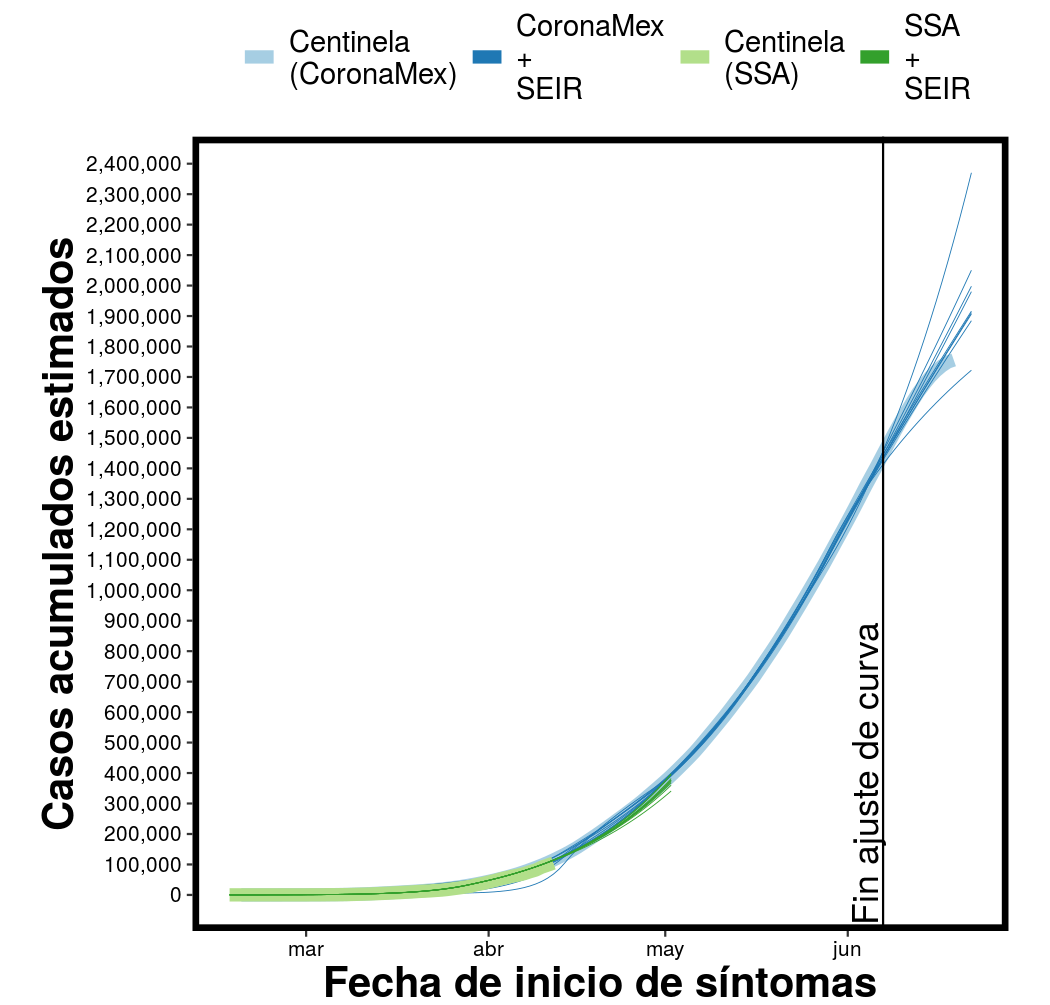 Centinela
(CoronaMex)
CoronaMex
+
SEIR
Centinela
(SSA)
SSA
+
SEIR
Casos acumulados estimados
2,400,000
2,300,000
2,200,000
2,100,000
2,000,000
1,900,000
1,800,000
1,700,000
1,600,000
1,500,000
1,400,000
1,300,000
1,200,000
1,100,000
1,000,000
900,000
800,000
700,000
600,000
500,000
400,000
300,000
200,000
100,000
0
Fin ajuste de curva
mar
abr
may
jun
Fecha de inicio de síntomas